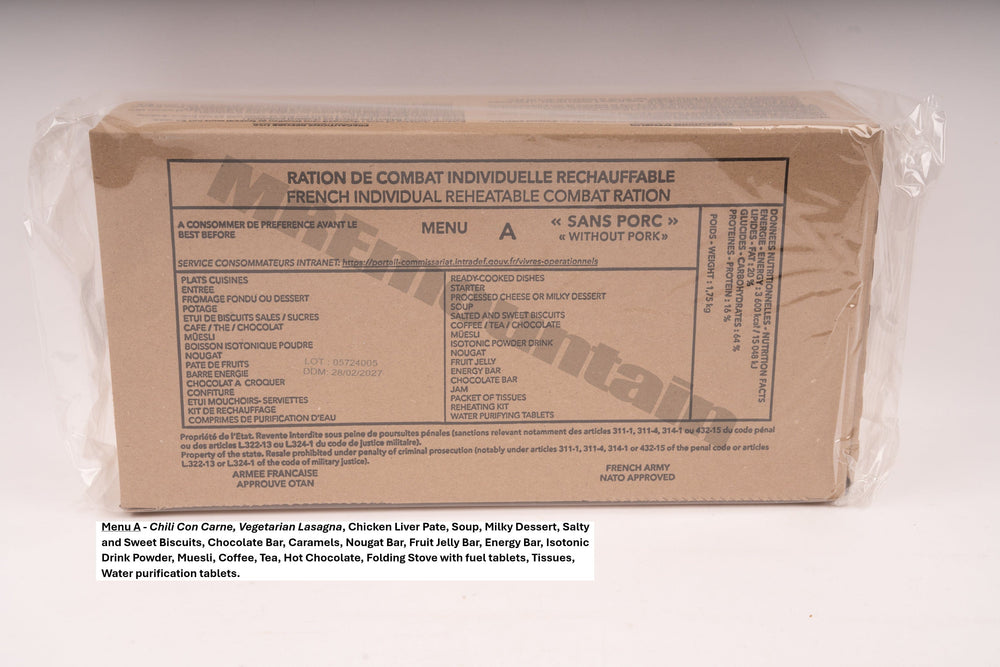 RATION DE COMBAT INDIVIDUELLE RECHAUFFABLE
FRENCH INDIVIDUAL REHEATABLE COMBAT RATION
A CONSOMMER DE PREFERENCE AVANT LE
BEST BEFORE
MENU A
« SANS PORC »
« WITHOUT PORK»
SERVICE CONSOMMATEURS INTRANET: https://portail-commissariat.intradef.gouv.fr/vivres-operationnels
PLATS CUISINES
ENTREE
FROMAGE FONDU OU DESSERT
POTAGE
ETUI DE BISCUITS SALES / SUCRES
CAFE / THE / CHOCOLAT
MÜESLI
BOISSON ISOTONIQUE POUDRE
NOUGAT
PATE DE FRUITS
BARRE ENERGIE
CHOCOLAT A CROQUER
CONFITURE
ETUI MOUCHOIRS- SERVIETTES
KIT DE RECHAUFFAGE
COMPRIMES DE PURIFICATION D'EAU
LOT : 05724005
DDM: 28/02/2027
READY-COOKED DISHES
STARTER
PROCESSED CHEESE OR MILKY DESSERT
SOUP
SALTED AND SWEET BISCUITS
COFFEE / TEA / CHOCOLATE
MÜESLI
ISOTONIC POWDER DRINK
NOUGAT
FRUIT JELLY
ENERGY BAR
CHOCOLATE BAR
JAM
PACKET OF TISSUES
REHEATING KIT
WATER PURIFYING TABLETS
DONNEES NUTRITIONNELLES - NUTRITION FACTS
ENERGIE - ENERGY : 3 600 kcal / 15 048 kJ
LIPIDES - FAT : 20 %
GLUCIDES - CARBOHYDRATES : 64 %
PROTEINES - PROTEIN : 16 %
POIDS - WEIGHT : 1,75 kg
Propriété de l'Etat. Revente interdite sous peine de poursuites pénales (sanctions relevant notamment des articles 311-1, 311-4, 314-1 ou 432-15 du code pénal
ou des articles L.322-13 ou L.324-1 du code de justice militaire).
Property of the state. Resale prohibited under penalty of criminal prosecution (notably under articles 311-1, 311-4, 314-1 or 432-15 of the penal code or articles
L.322-13 or L.324-1 of the code of military justice).
ARMEE FRANCAISE
APPROUVE OTAN
FRENCH ARMY
NATO APPROVED
MREmountain
Menu A - Chili Con Carne, Vegetarian Lasagna, Chicken Liver Pate, Soup, Milky Dessert, Salty
and Sweet Biscuits, Chocolate Bar, Caramels, Nougat Bar, Fruit Jelly Bar, Energy Bar, Isotonic
Drink Powder, Muesli, Coffee, Tea, Hot Chocolate, Folding Stove with fuel tablets, Tissues,
Water purification tablets.